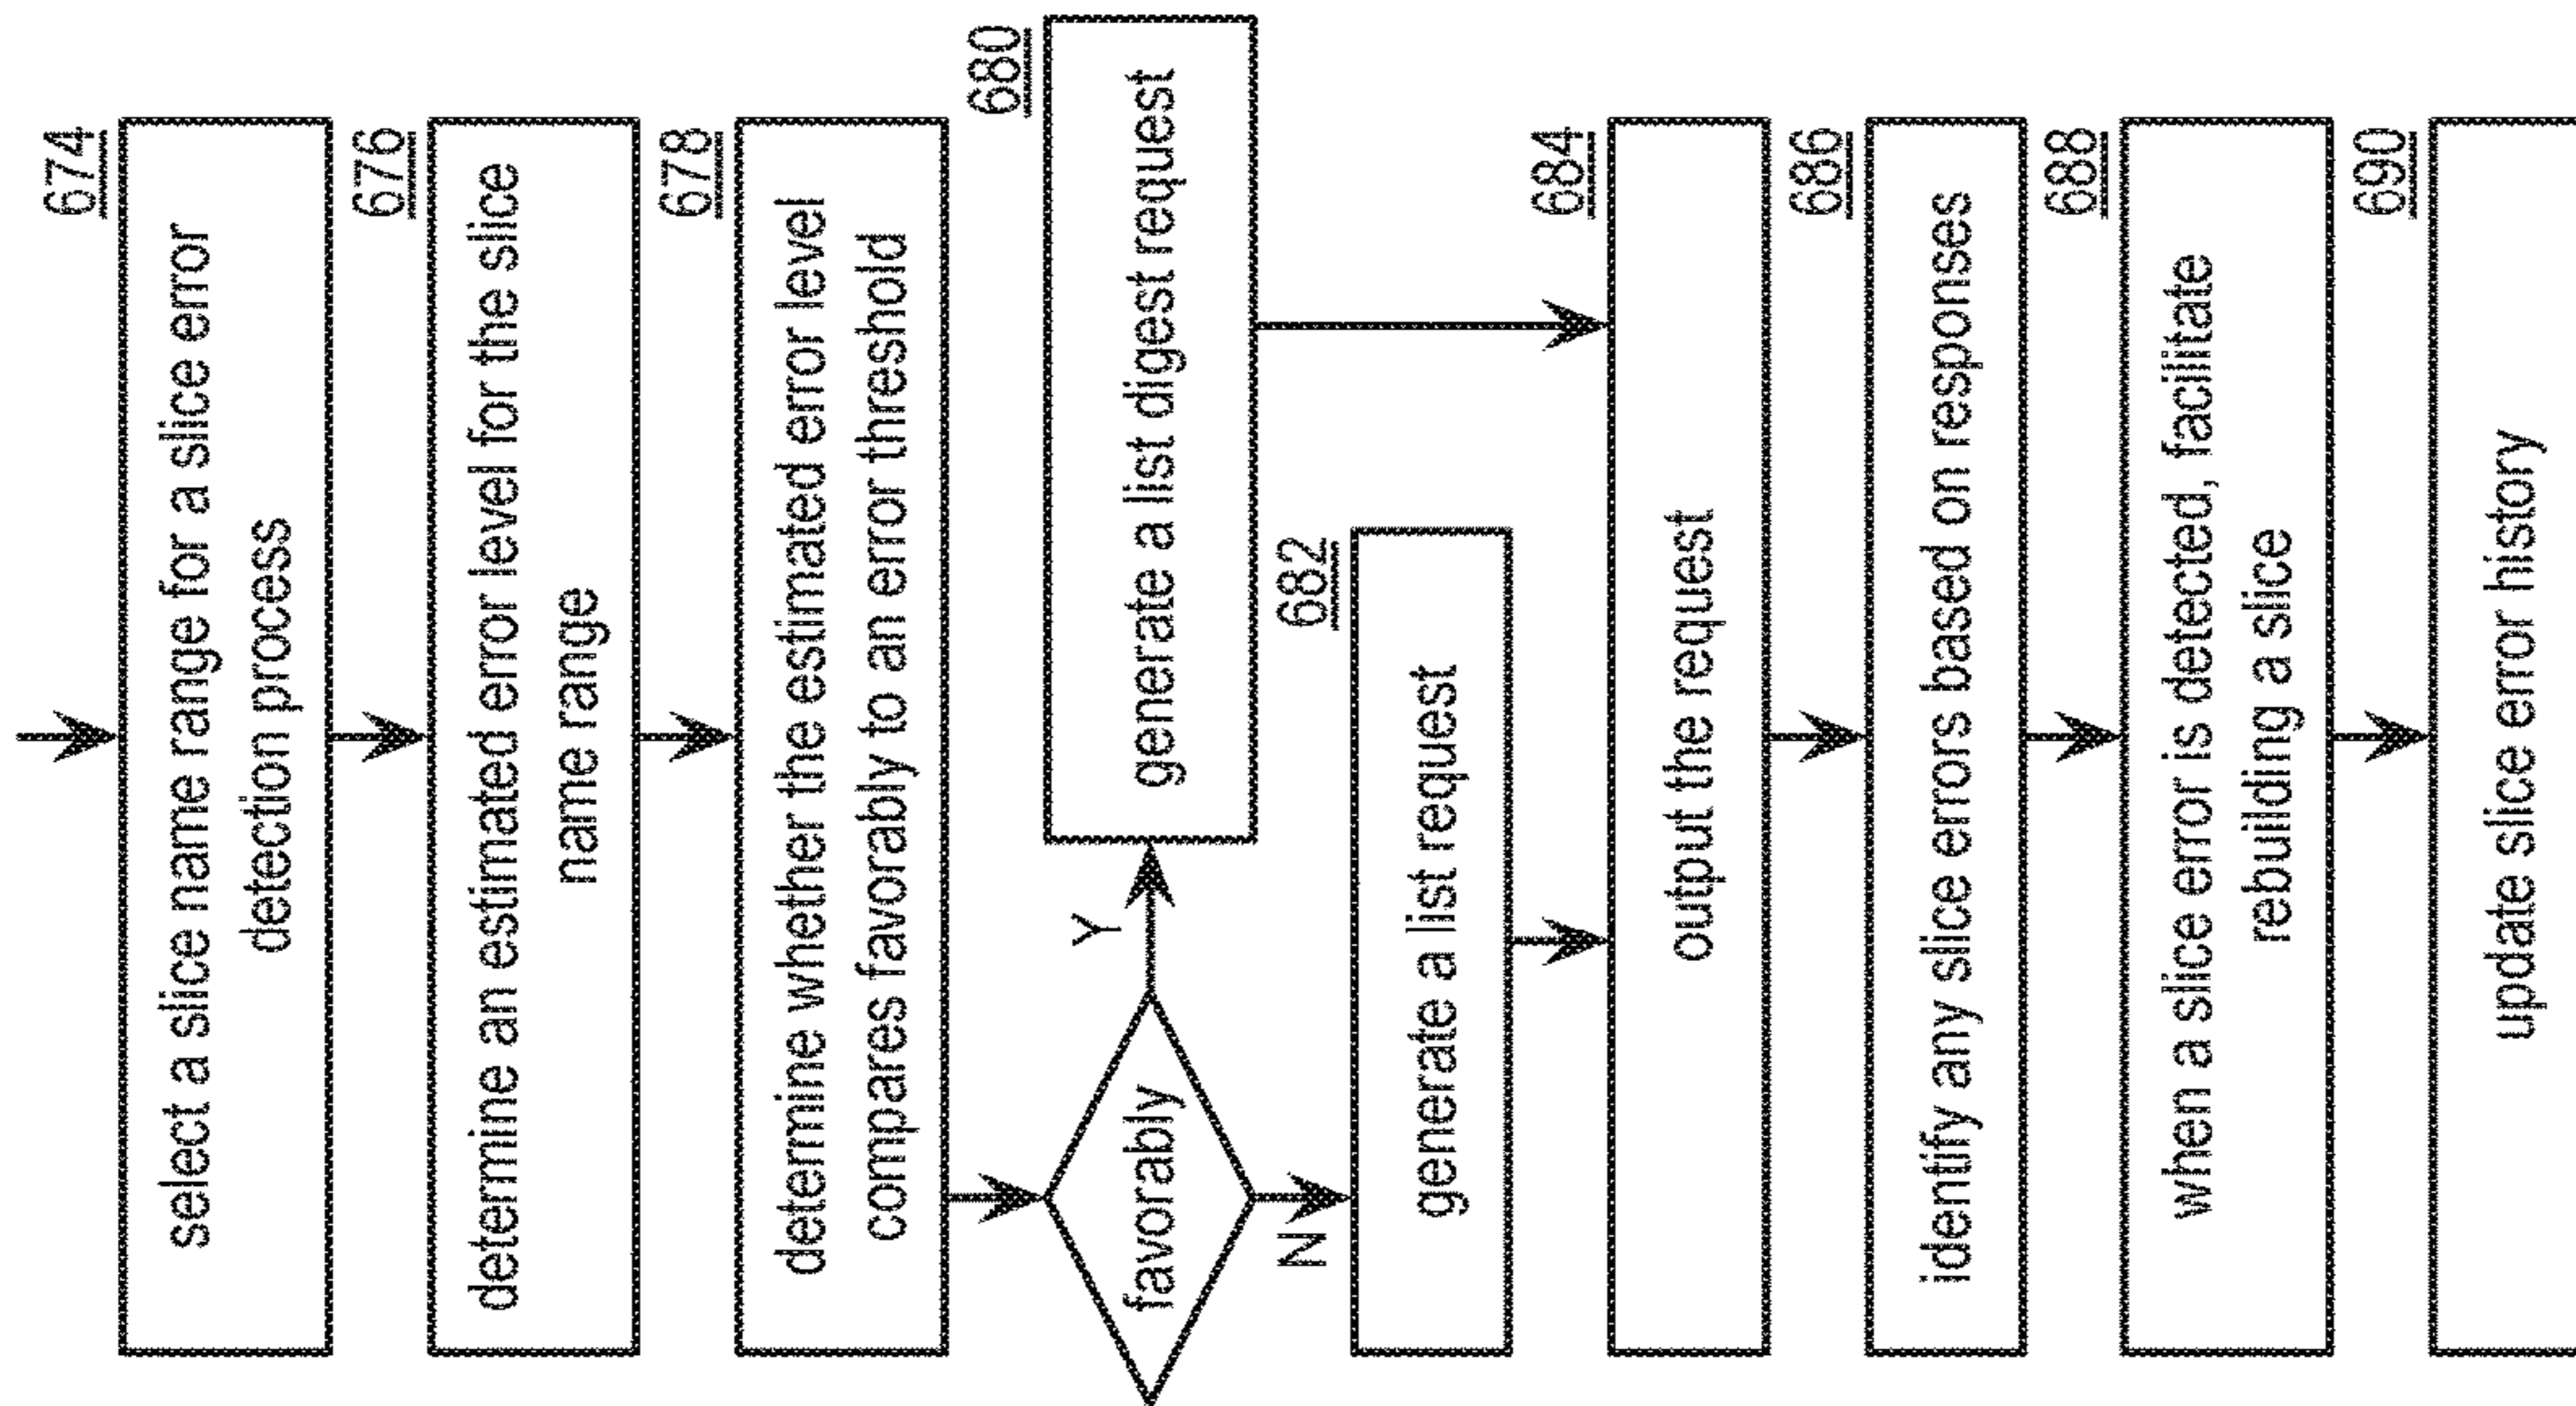 674
select a slice name range for a slice error
detection process
676
determine an estimated error level for the slice
name range
678
determine whether the estimated error level
compares favorably to an error threshold
favorably
Y
N
680
generate a list digest request
682
generate a list request
684
output the request
686
identify any slice errors based on responses
688
when a slice error is detected, facilitate
rebuilding a slice
690
update slice error history